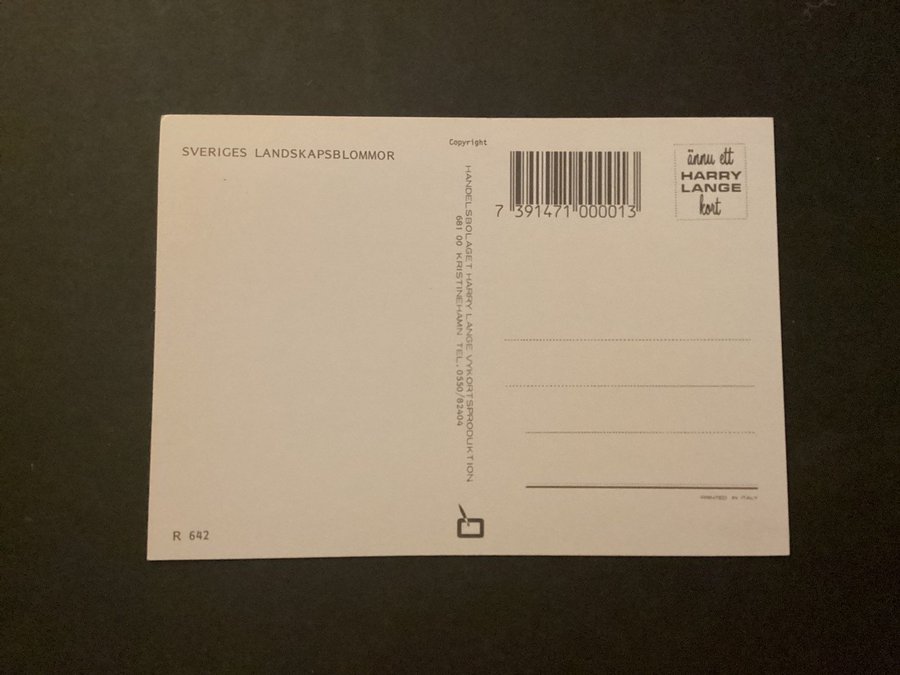 SVERIGES LANDSKAPSBLOMMOR
Copyright
HANDELSBOLAGET HARRY LANGE VYKORTSPRODUKTION
681 00 KRISTINEHAMN TEL. 0550/82404
7 391471 000013
ännu ett
HARRY
LANGE
kort
PRINTED IN ITALY
R 642